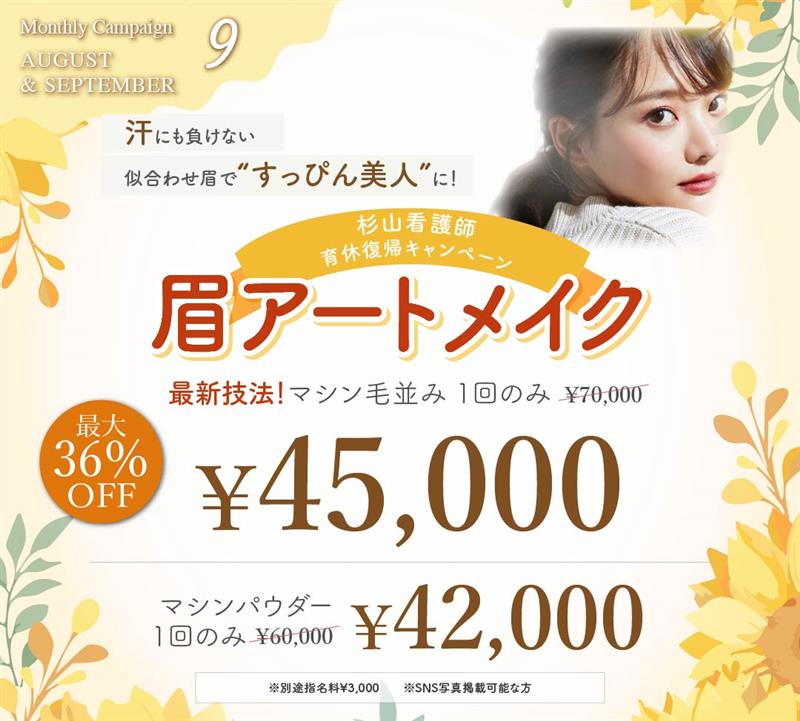 Monthly Campaign
AUGUST
& SEPTEMBER
9
汗にも負けない
似合わせ眉で"すっぴん美人"に!
杉山看護師
育休復帰キャンペーン
眉アートメイク
最新技法!マシン毛並み 1回のみ ¥70,000
最大
36%
OFF
¥45,000
マシンパウダー
1回のみ ¥60,000
¥42,000
※別途指名料¥3,000 ※SNS写真掲載可能な方